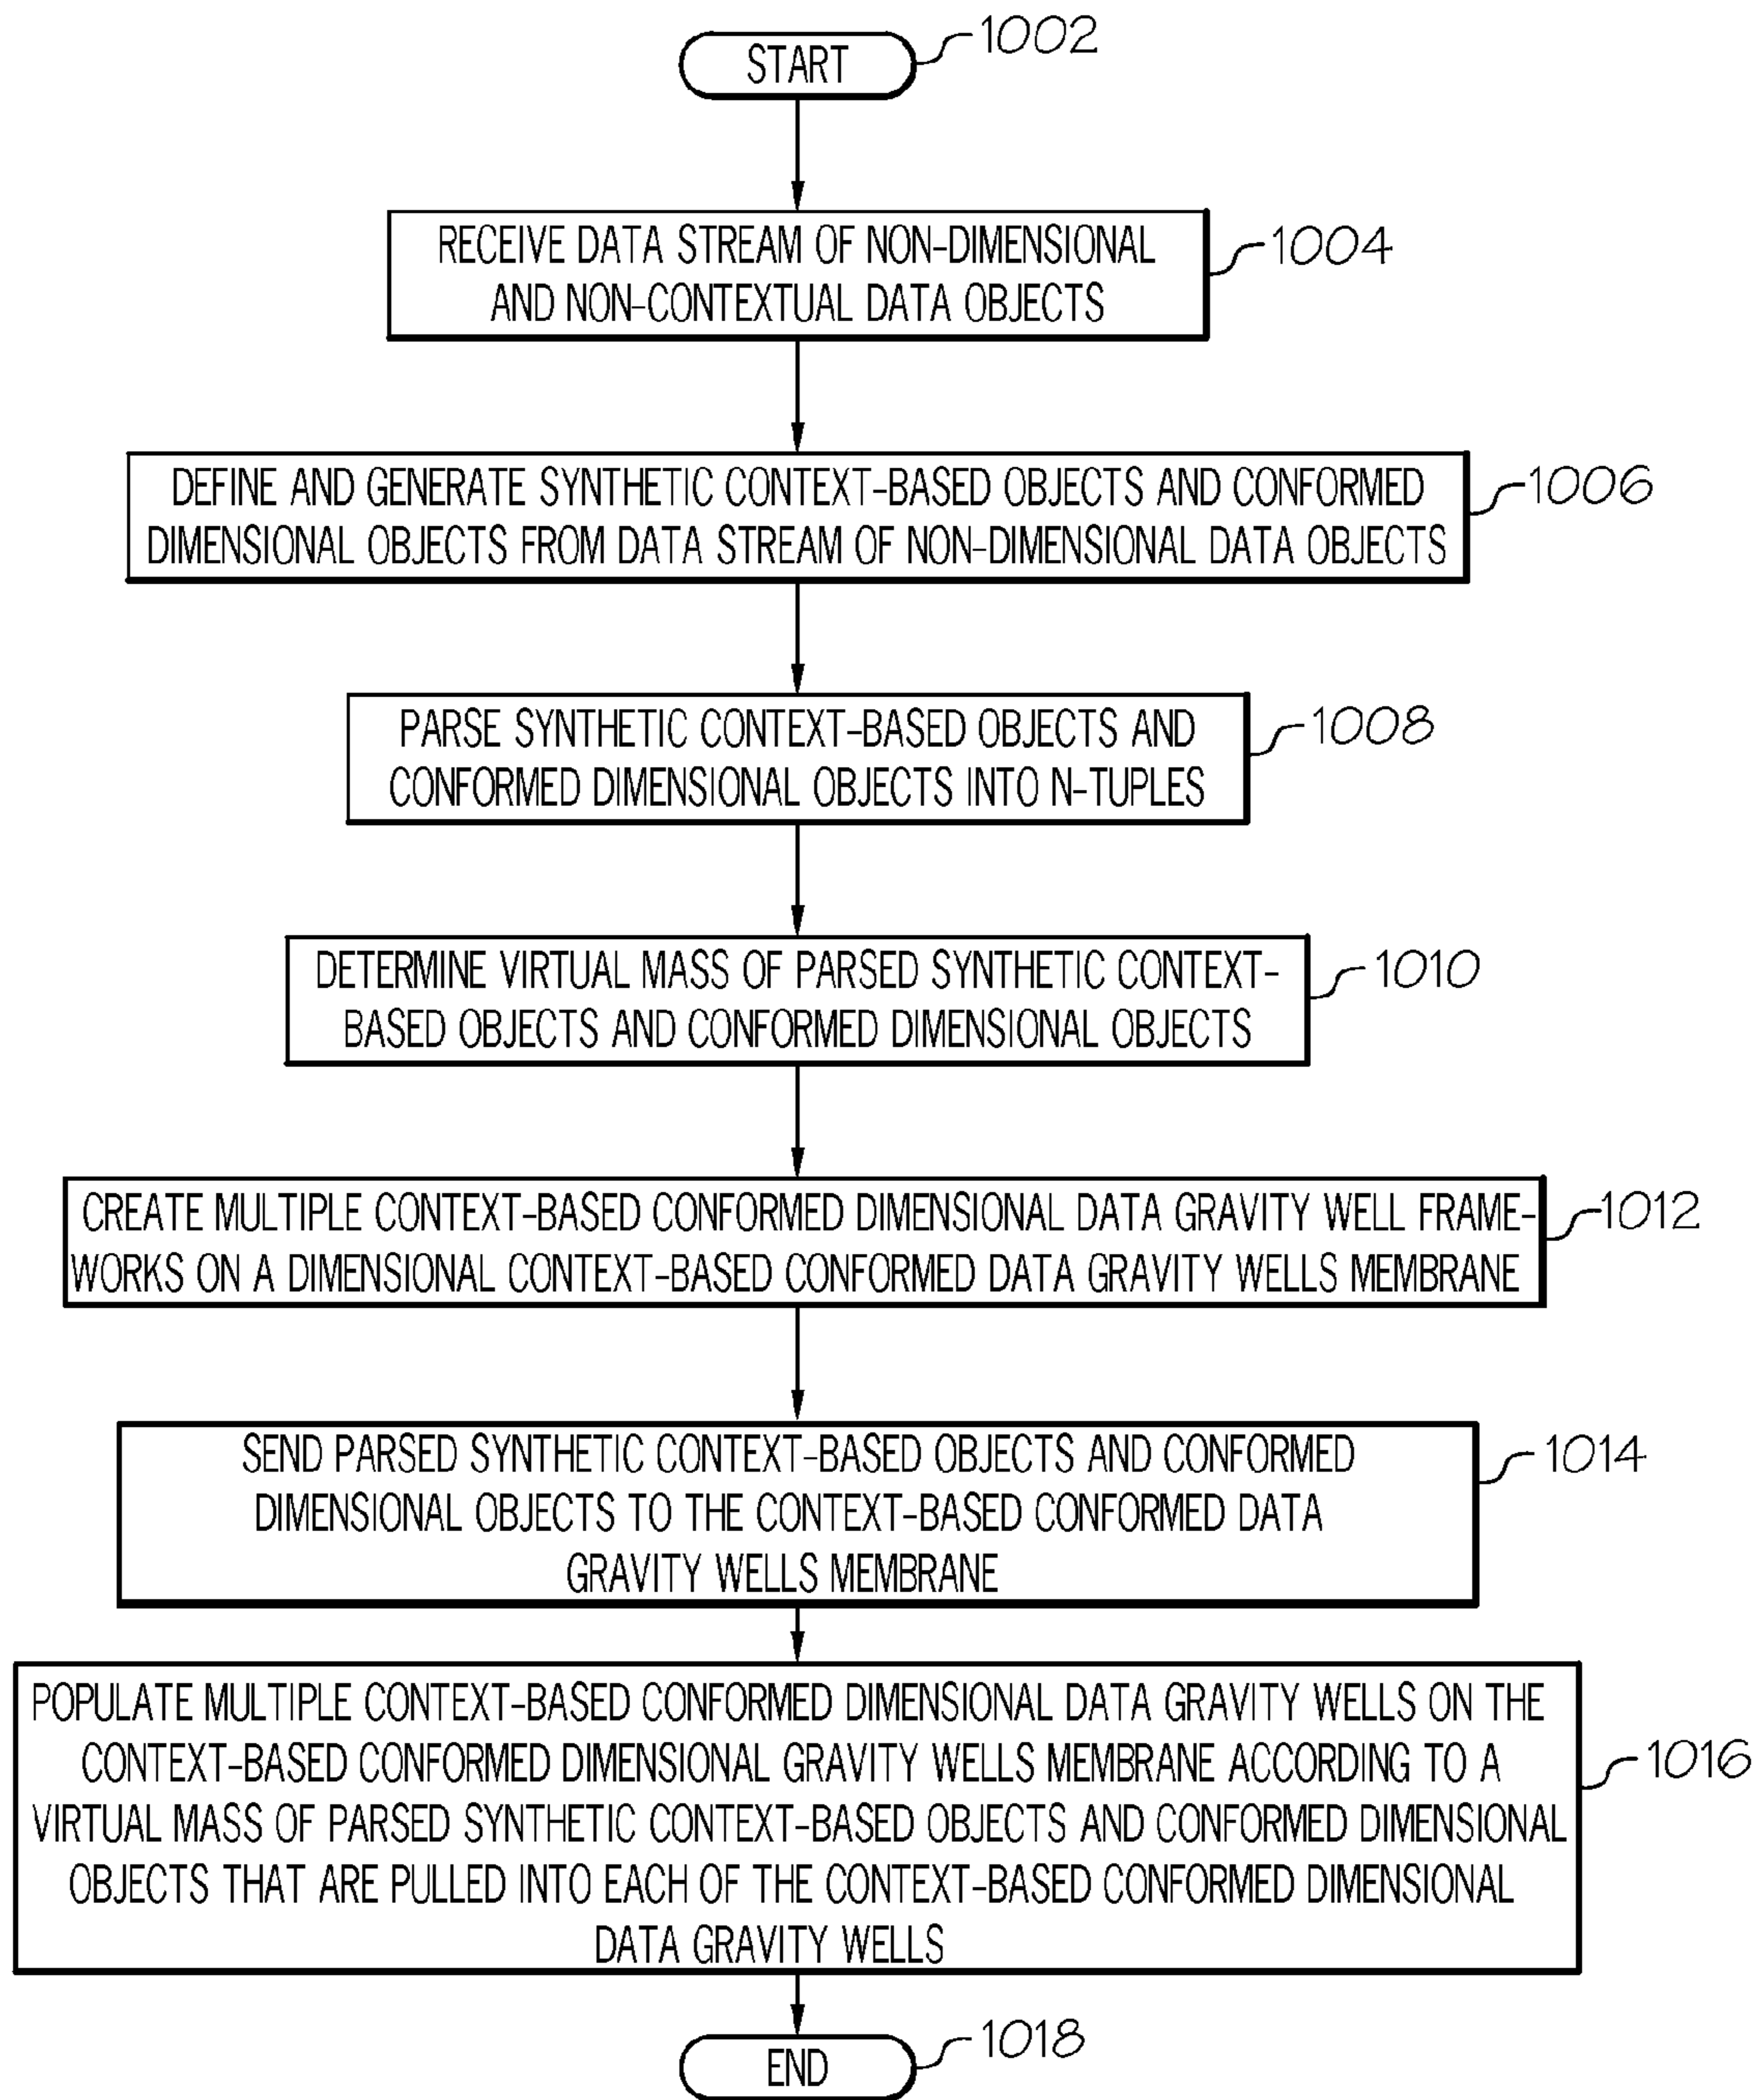 START
1002
RECEIVE DATA STREAM OF NON-DIMENSIONAL
AND NON-CONTEXTUAL DATA OBJECTS
1004
DEFINE AND GENERATE SYNTHETIC CONTEXT-BASED OBJECTS AND CONFORMED
DIMENSIONAL OBJECTS FROM DATA STREAM OF NON-DIMENSIONAL DATA OBJECTS
1006
PARSE SYNTHETIC CONTEXT-BASED OBJECTS AND
CONFORMED DIMENSIONAL OBJECTS INTO N-TUPLES
1008
DETERMINE VIRTUAL MASS OF PARSED SYNTHETIC CONTEXT-
BASED OBJECTS AND CONFORMED DIMENSIONAL OBJECTS
1010
CREATE MULTIPLE CONTEXT-BASED CONFORMED DIMENSIONAL DATA GRAVITY WELL FRAME-
WORKS ON A DIMENSIONAL CONTEXT-BASED CONFORMED DATA GRAVITY WELLS MEMBRANE
1012
SEND PARSED SYNTHETIC CONTEXT-BASED OBJECTS AND CONFORMED
DIMENSIONAL OBJECTS TO THE CONTEXT-BASED CONFORMED DATA
GRAVITY WELLS MEMBRANE
1014
POPULATE MULTIPLE CONTEXT-BASED CONFORMED DIMENSIONAL DATA GRAVITY WELLS ON THE
CONTEXT-BASED CONFORMED DIMENSIONAL GRAVITY WELLS MEMBRANE ACCORDING TO A
VIRTUAL MASS OF PARSED SYNTHETIC CONTEXT-BASED OBJECTS AND CONFORMED DIMENSIONAL
OBJECTS THAT ARE PULLED INTO EACH OF THE CONTEXT-BASED CONFORMED DIMENSIONAL
DATA GRAVITY WELLS
1016
END
1018